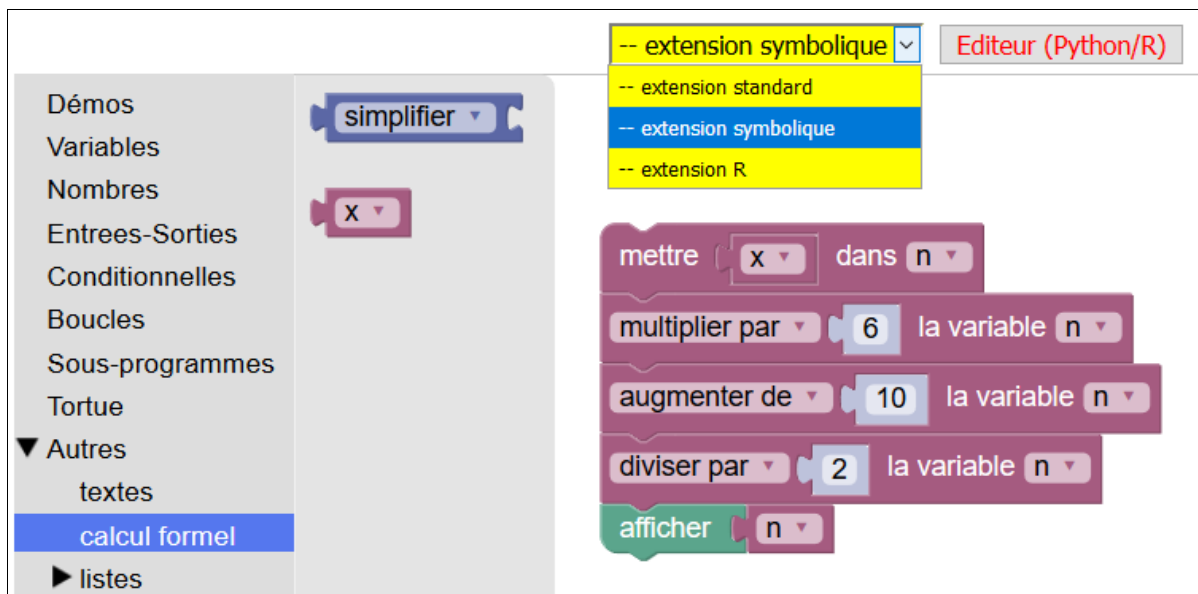 -- extension symbolique
Editeur (Python/R)
-- extension standard
-- extension symbolique
-- extension R
Démos
Variables
Nombres
Entrees-Sorties
Conditionnelles
Boucles
Sous-programmes
Tortue
Autres
textes
calcul formel
listes
simplifier
x
mettre x dans n
multiplier par 6 la variable n
augmenter de 10 la variable n
diviser par 2 la variable n
afficher n